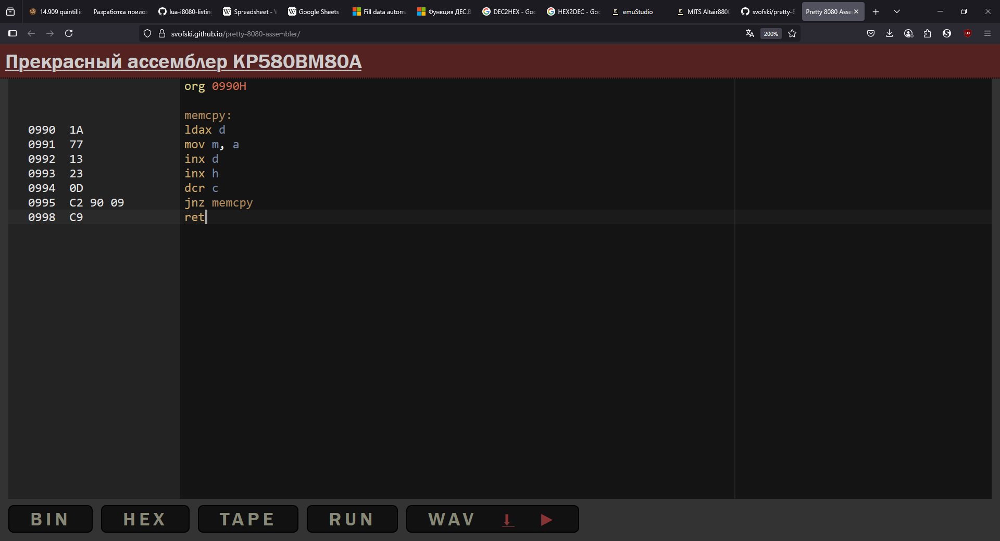 14.909 quintillic Разработка прилож lua-i8080-listing Spreadsheet - W Google Sheets Fill data autom Функция ДЕС.В DEC2HEX - Goo HEX2DEC - Goo emuStudio MITS Altair880 svofski/pretty-8 Pretty 8080 Asse
svofski.github.io/pretty-8080-assembler/ 200%
Прекрасный ассемблер КР580ВМ80А
org 0990H
memcpy:
0990 1A ldax d
0991 77 mov m, a
0992 13 inx d
0993 23 inx h
0994 0D dcr c
0995 C2 90 09 jnz memcpy
0998 C9 ret
BIN HEX TAPE RUN WAV